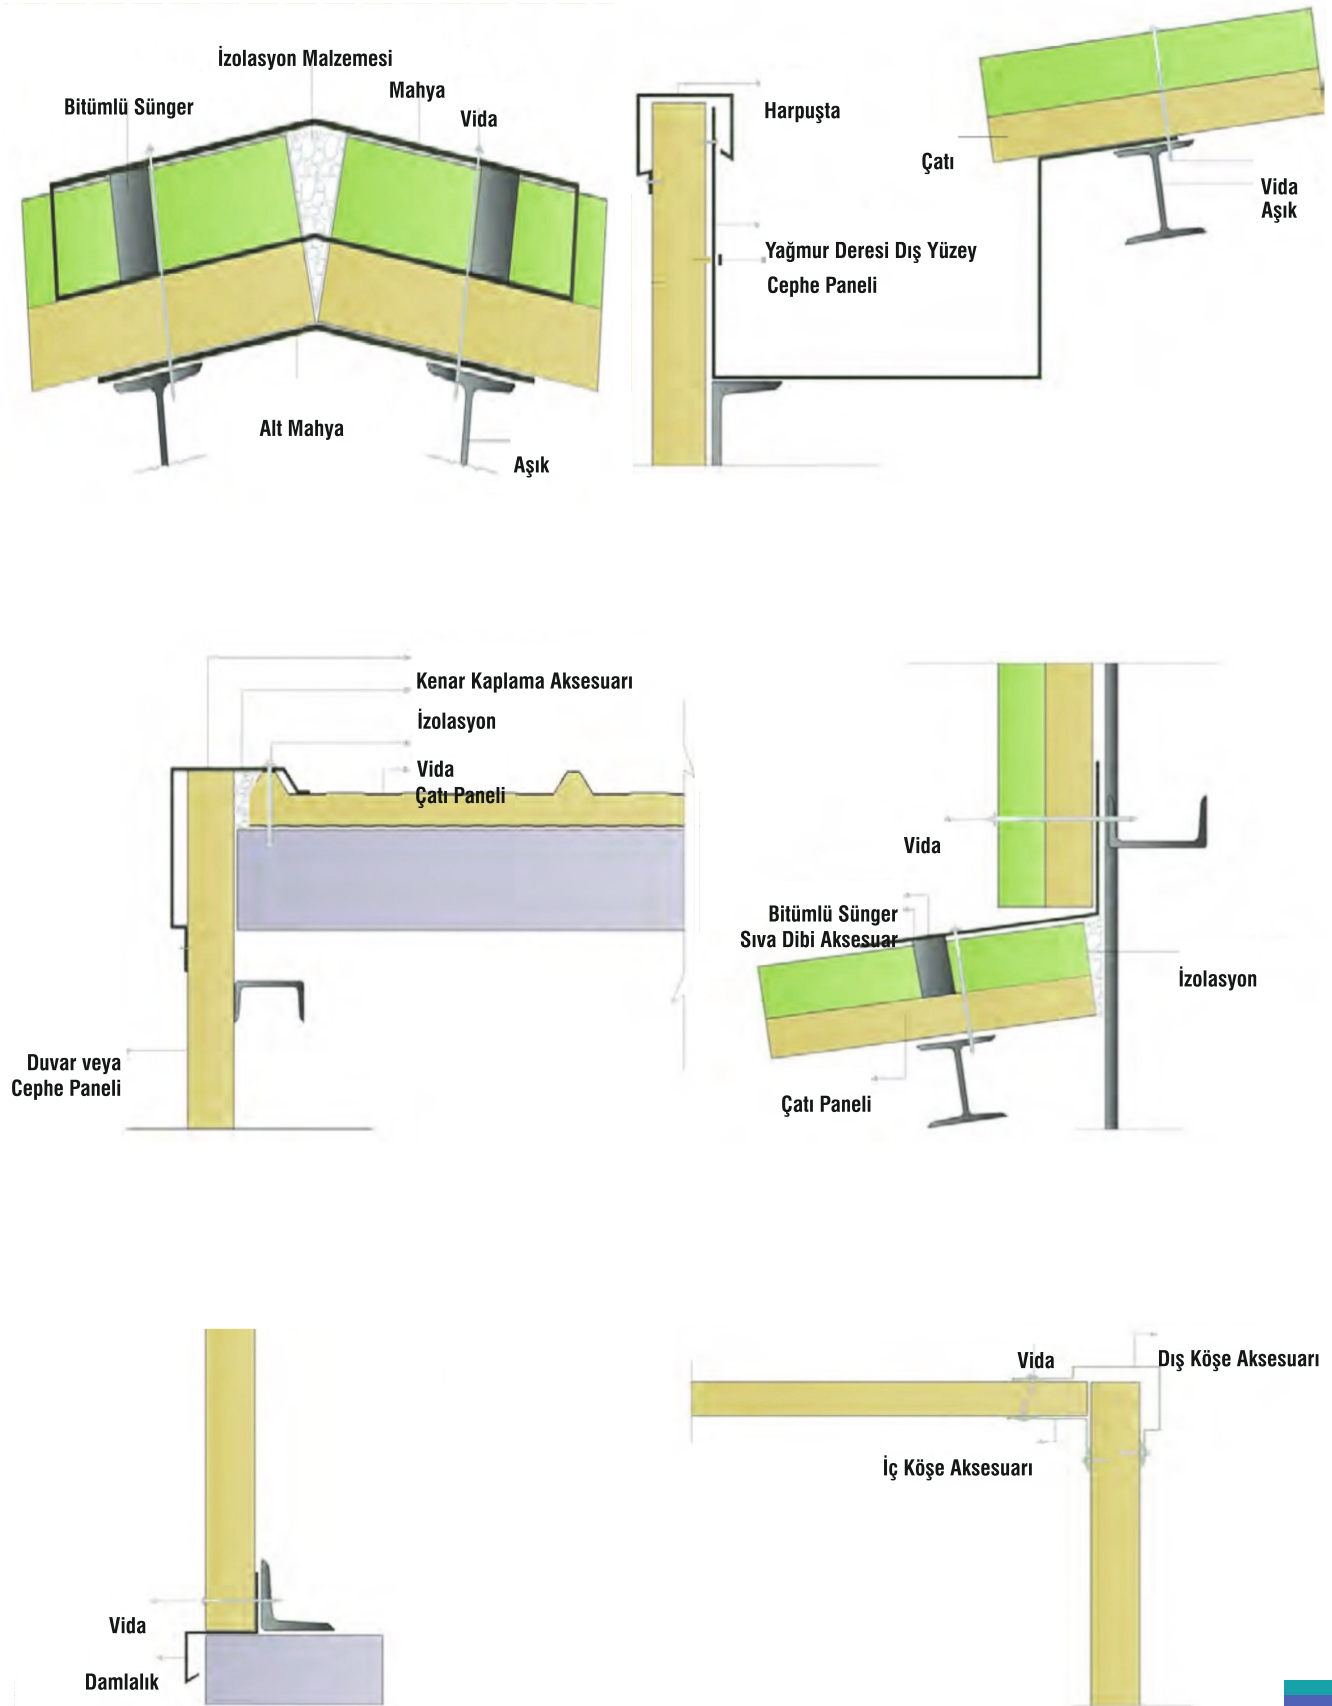 İzolasyon Malzemesi
Mahya
Bitümlü Sünger
Vida
Alt Mahya
Aşık
Harpuşta
Çatı
Vida
Aşık
Yağmur Deresi Dış Yüzey
Cephe Paneli
Kenar Kaplama Aksesuarı
İzolasyon
Vida
Çatı Paneli
Duvar veya
Cephe Paneli
Vida
Bitümlü Sünger
Sıva Dibi Aksesuar
İzolasyon
Çatı Paneli
Vida
Damlalık
Vida
Dış Köşe Aksesuarı
İç Köşe Aksesuarı